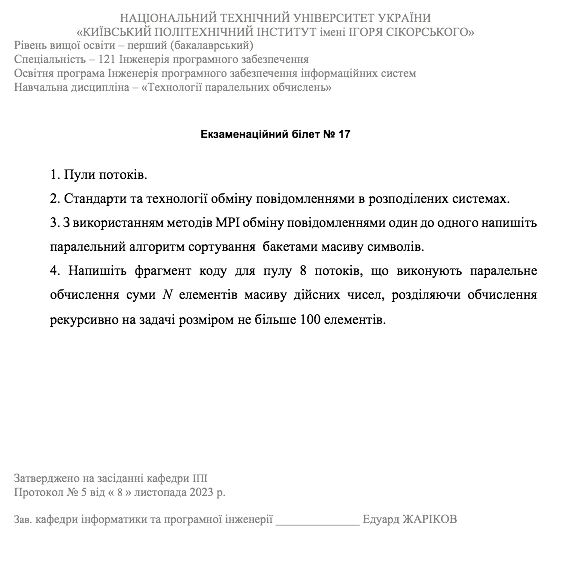 НАЦІОНАЛЬНИЙ ТЕХНІЧНИЙ УНІВЕРСИТЕТ УКРАЇНИ
«КИЇВСЬКИЙ ПОЛІТЕХНІЧНИЙ ІНСТИТУТ імені ІГОРЯ СІКОРСЬКОГО»
Рівень вищої освіти – перший (бакалаврський)
Спеціальність – 121 Інженерія програмного забезпечення
Освітня програма Інженерія програмного забезпечення інформаційних систем
Навчальна дисципліна – «Технології паралельних обчислень»
Екзаменаційний білет № 17
1. Пули потоків.
2. Стандарти та технології обміну повідомленнями в розподілених системах.
3. З використанням методів MPI обміну повідомленнями один до одного напишіть
паралельний алгоритм сортування бакетами масиву символів.
4. Напишіть фрагмент коду для пулу 8 потоків, що виконують паралельне
обчислення суми N елементів масиву дійсних чисел, розділяючи обчислення
рекурсивно на задачі розміром не більше 100 елементів.
Затверджено на засіданні кафедри ІПІ
Протокол № 5 від « 8 » листопада 2023 р.
Зав. кафедри інформатики та програмної інженерії ______________ Едуард ЖАРІКОВ